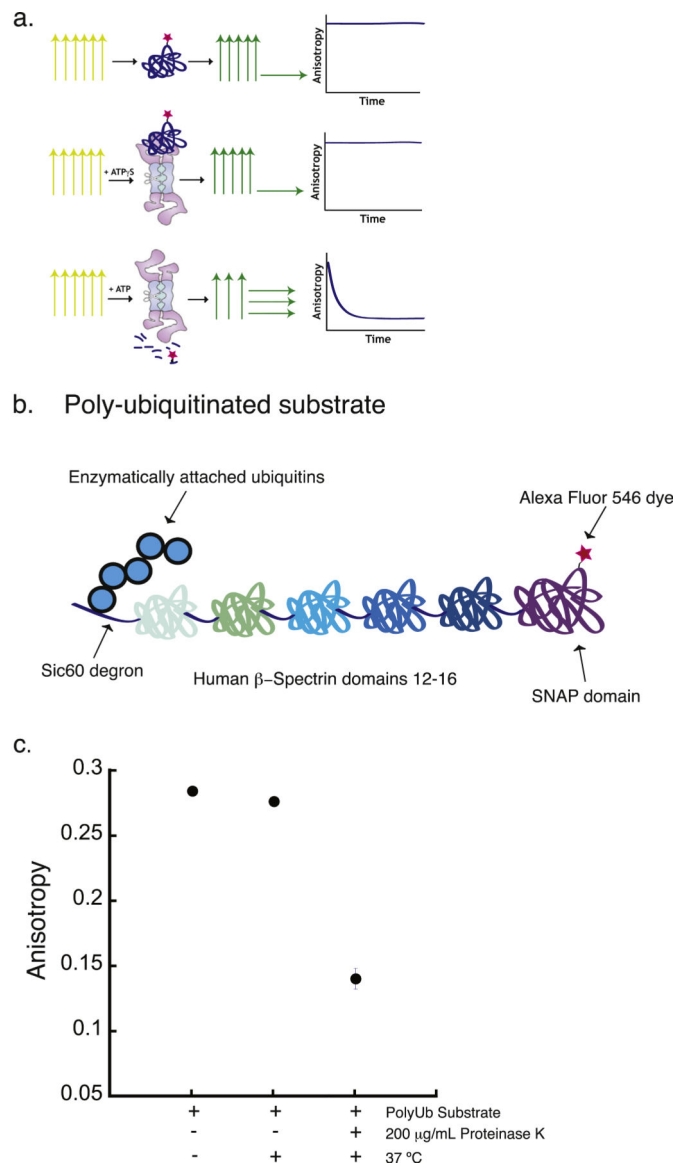 a.
Anisotropy
Time
+ ATPγS
Anisotropy
Time
+ ATP
Anisotropy
Time
b. Poly-ubiquitinated substrate
Enzymatically attached ubiquitins
Alexa Fluor 546 dye
Sic60 degron
Human β–Spectrin domains 12-16
SNAP domain
c.
Anisotropy
0.3
0.25
0.2
0.15
0.1
0.05
+ + + PolyUb Substrate
- - + 200 µg/mL Proteinase K
- + + 37 ºC